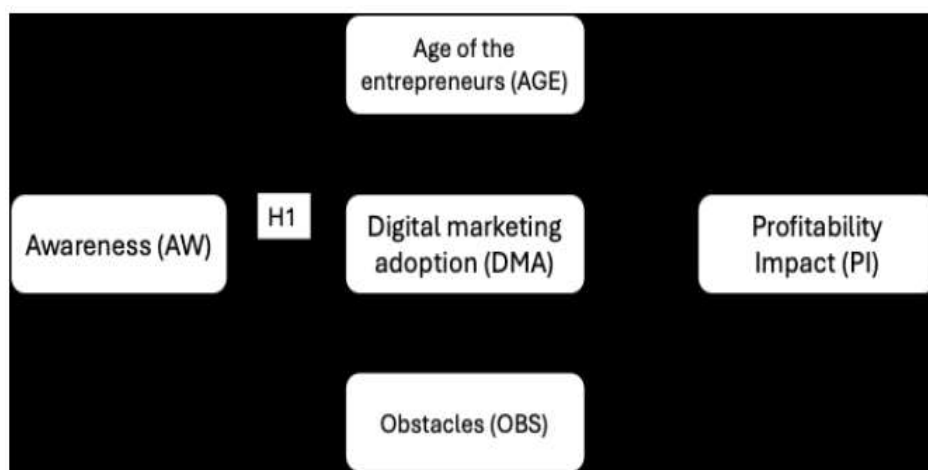 Age of the
entrepreneurs (AGE)
Awareness (AW)
H1
Digital marketing
adoption (DMA)
Profitability
Impact (PI)
Obstacles (OBS)